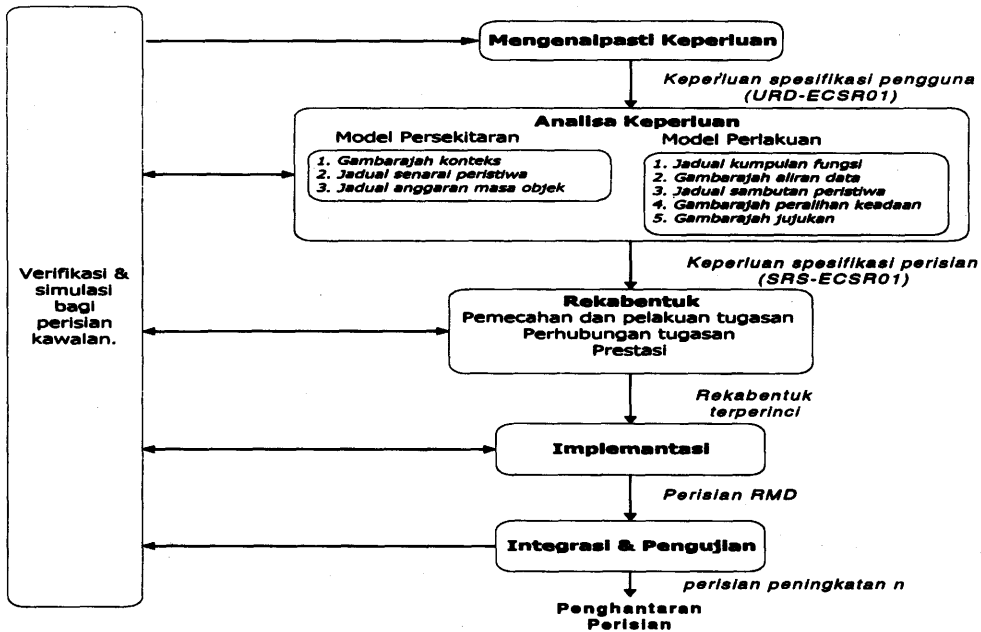 Mengenalpasti Keperluan
Keperluan spesifikasi pengguna
(URD-ECSR01)
Analisa Keperluan
Model Persekitaran
1. Gambarajah konteks
2. Jadual senarai peristiwa
3. Jadual anggaran masa objek
Model Perlakuan
1. Jadual kumpulan fungsi
2. Gambarajah aliran data
3. Jadual sambutan peristiwa
4. Gambarajah peralihan keadaan
5. Gambarajah jujukan
Keperluan spesifikasi perisian
(SRS-ECSR01)
Verifikasi &
simulasi
bagi
perisian
kawalan.
Rekabentuk
Pemecahan dan pelakuan tugasan
Perhubungan tugasan
Prestasi
Rekabentuk
terperinci
Implemantasi
Perisian RMD
Integrasi & Pengujian
perisian peningkatan n
Penghantaran
Perisian